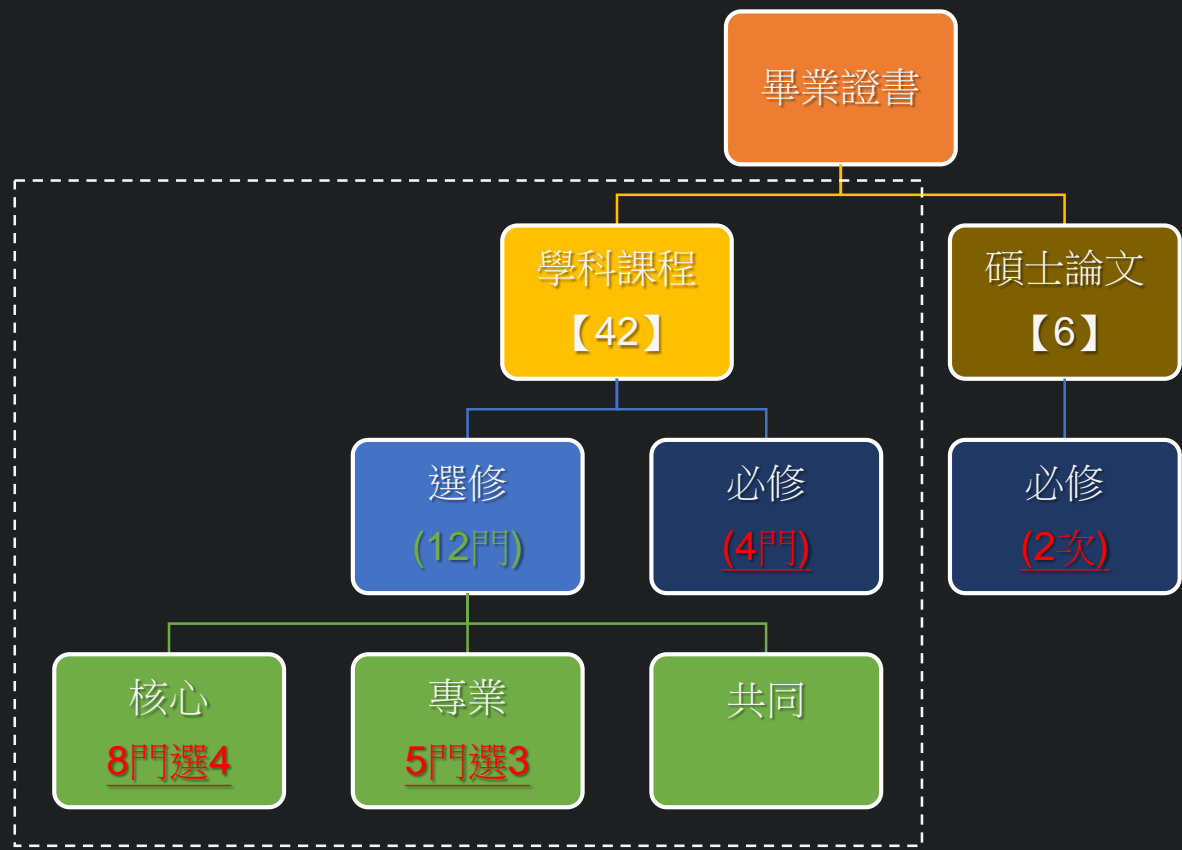 畢業證書
學科課程
【42】
碩士論文
【6】
選修
(12門)
必修
(4門)
必修
(2次)
核心
8門選4
專業
5門選3
共同